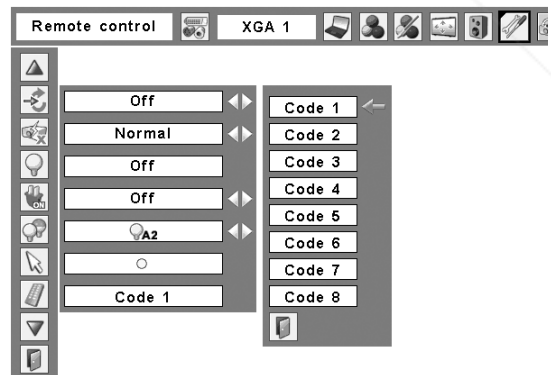 Remote control XGA 1
Off
Normal
Off
ON
Off
A2
Code 1
Code 1
Code 2
Code 3
Code 4
Code 5
Code 6
Code 7
Code 8